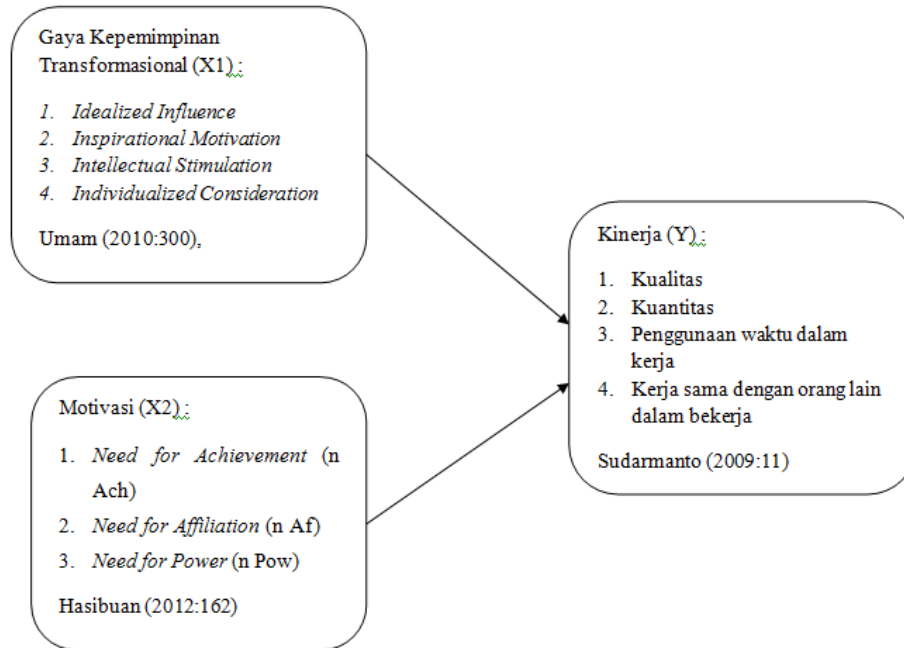 Gaya Kepemimpinan
Transformasional (X1) :
1. Idealized Influence
2. Inspirational Motivation
3. Intellectual Stimulation
4. Individualized Consideration
Umam (2010:300),
Kinerja (Y) :
1. Kualitas
2. Kuantitas
3. Penggunaan waktu dalam
kerja
4. Kerja sama dengan orang lain
dalam bekerja
Sudarmanto (2009:11)
Motivasi (X2) :
1. Need for Achievement (n
Ach)
2. Need for Affiliation (n Af)
3. Need for Power (n Pow)
Hasibuan (2012:162)